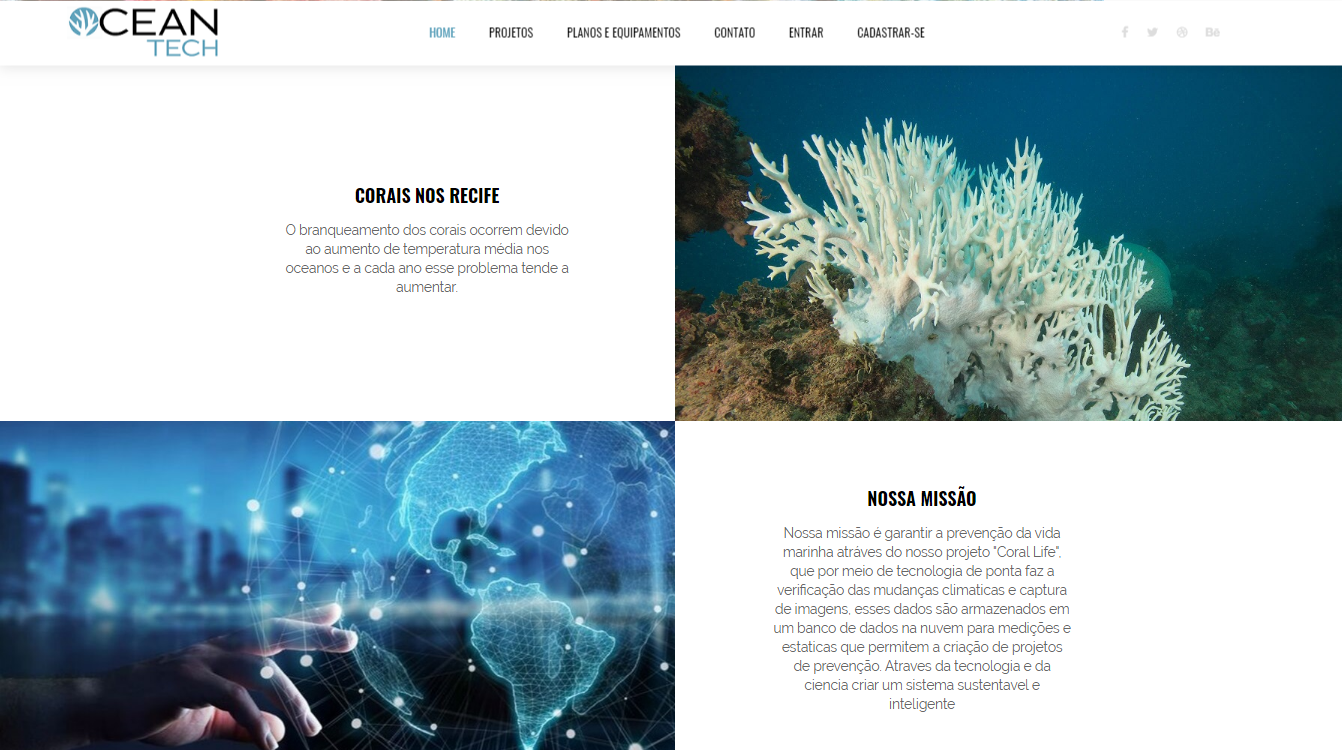 OCEAN
TECH
HOME PROJETOS PLANOS E EQUIPAMENTOS CONTATO ENTRAR CADASTRAR-SE
CORAIS NOS RECIFE
O branqueamento dos corais ocorrem devido
ao aumento de temperatura média nos
oceanos e a cada ano esse problema tende a
aumentar.
NOSSA MISSÃO
Nossa missão é garantir a prevenção da vida
marinha atráves do nosso projeto "Coral Life",
que por meio de tecnologia de ponta faz a
verificação das mudanças climaticas e captura
de imagens, esses dados são armazenados em
um banco de dados na nuvem para medições e
estaticas que permitem a criação de projetos
de prevenção. Atraves da tecnologia e da
ciencia criar um sistema sustentavel e
inteligente